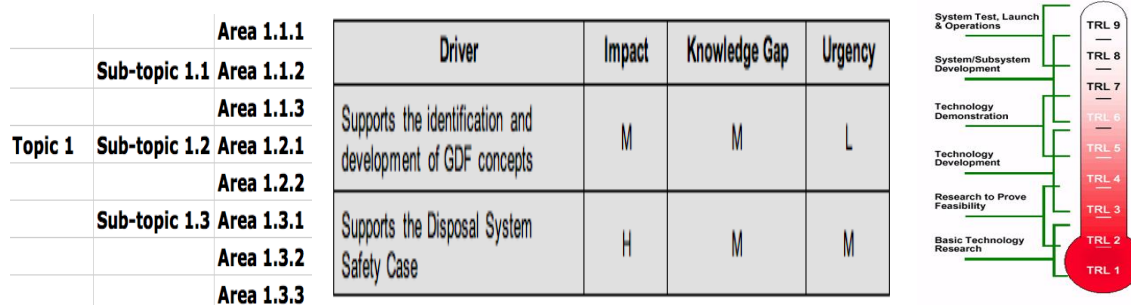 Area 1.1.1
Sub-topic 1.1 Area 1.1.2
Area 1.1.3
Topic 1 Sub-topic 1.2 Area 1.2.1
Area 1.2.2
Sub-topic 1.3 Area 1.3.1
Area 1.3.2
Area 1.3.3
Driver Impact Knowledge Gap Urgency
Supports the identification and
development of GDF concepts
M M L
Supports the Disposal System
Safety Case
H M M
System Test, Launch
& Operations
System/Subsystem
Development
Technology
Demonstration
Technology
Development
Research to Prove
Feasibility
Basic Technology
Research
TRL 9
TRL 8
TRL 7
TRL 6
TRL 5
TRL 4
TRL 3
TRL 2
TRL 1